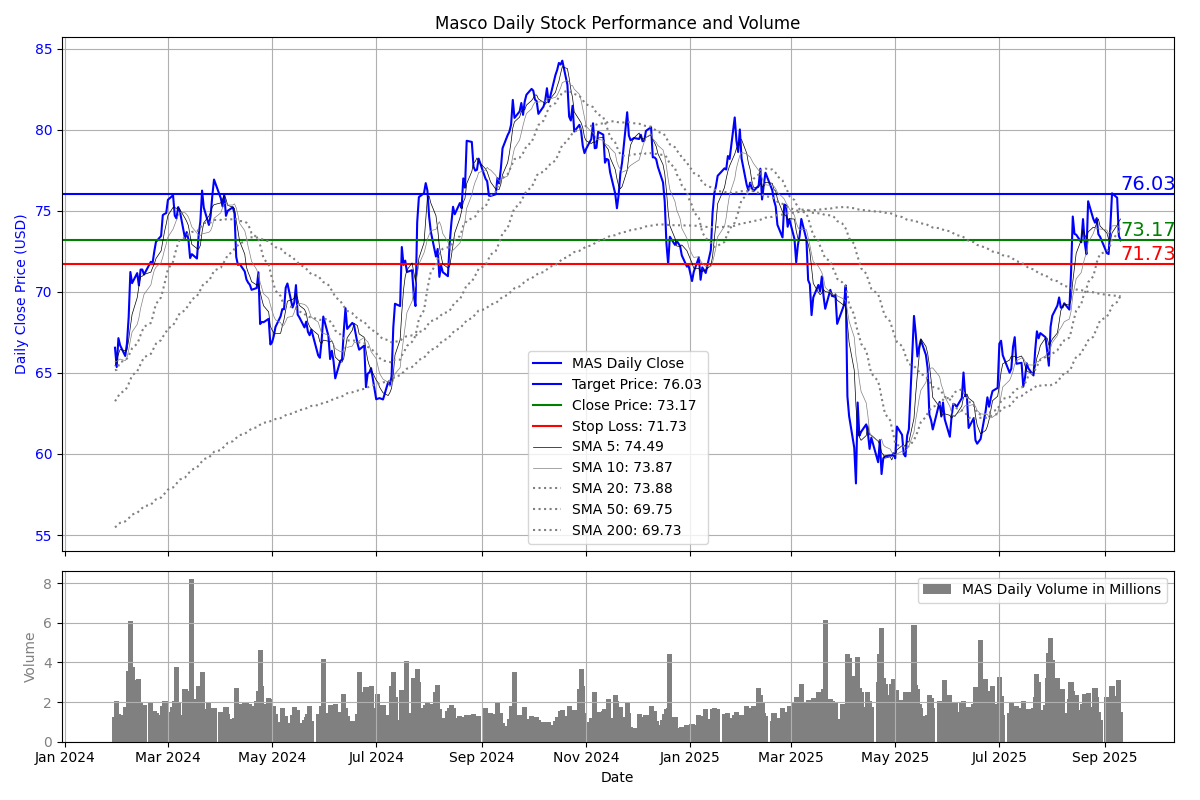 Masco Daily Stock Performance and Volume
Daily Close Price (USD)
85
80
75
70
65
60
55
76.03
73.17
71.73
MAS Daily Close
Target Price: 76.03
Close Price: 73.17
Stop Loss: 71.73
SMA 5: 74.49
SMA 10: 73.87
SMA 20: 73.88
SMA 50: 69.75
SMA 200: 69.73
Volume
8
6
4
2
0
MAS Daily Volume in Millions
Jan 2024 Mar 2024 May 2024 Jul 2024 Sep 2024 Nov 2024 Jan 2025 Mar 2025 May 2025 Jul 2025 Sep 2025
Date